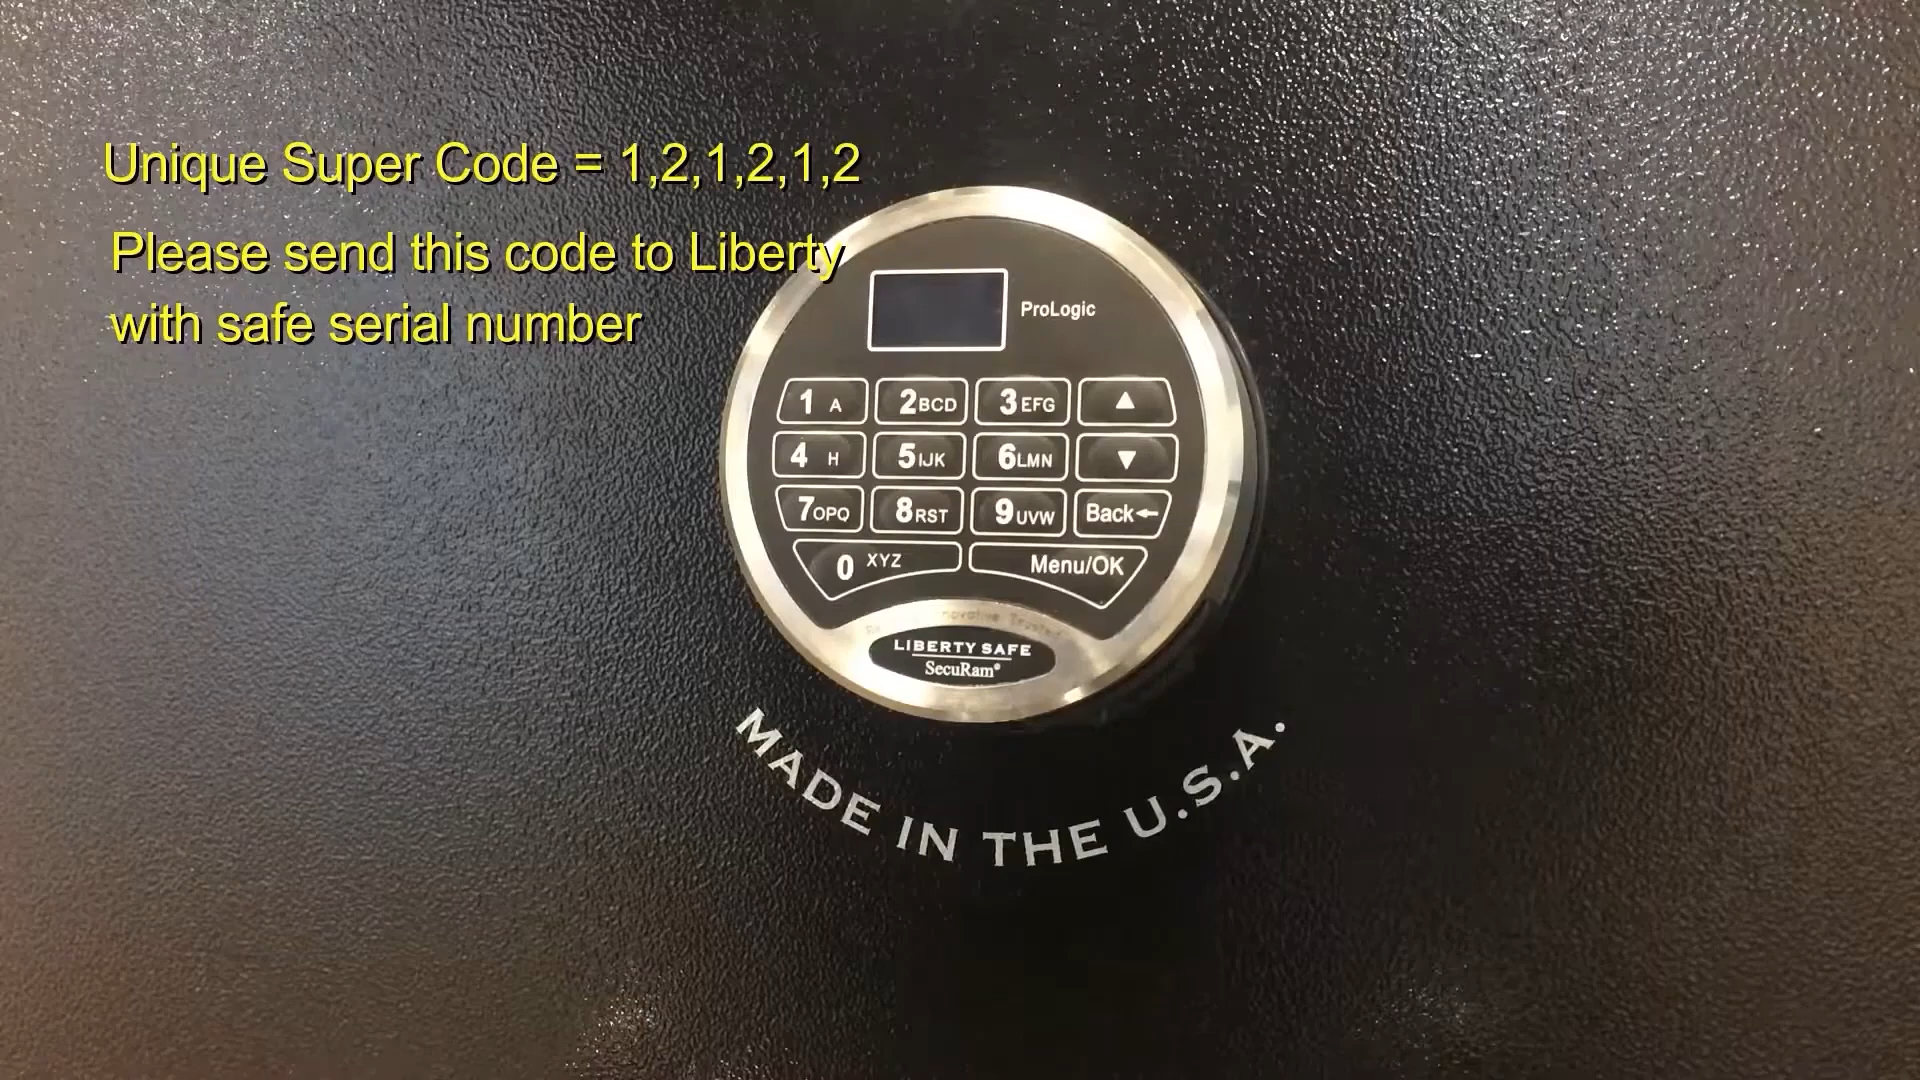 Unique Super Code = 1,2,1,2,1,2
Please send this code to Liberty
with safe serial number
ProLogic
1 A 2 BCD 3 EFG ▲
4 H 5 IJK 6 LMN ▼
7 OPQ 8 RST 9 UVW Back←
0 XYZ Menu/OK
LIBERTY SAFE
SecuRam®
MADE IN THE U.S.A.